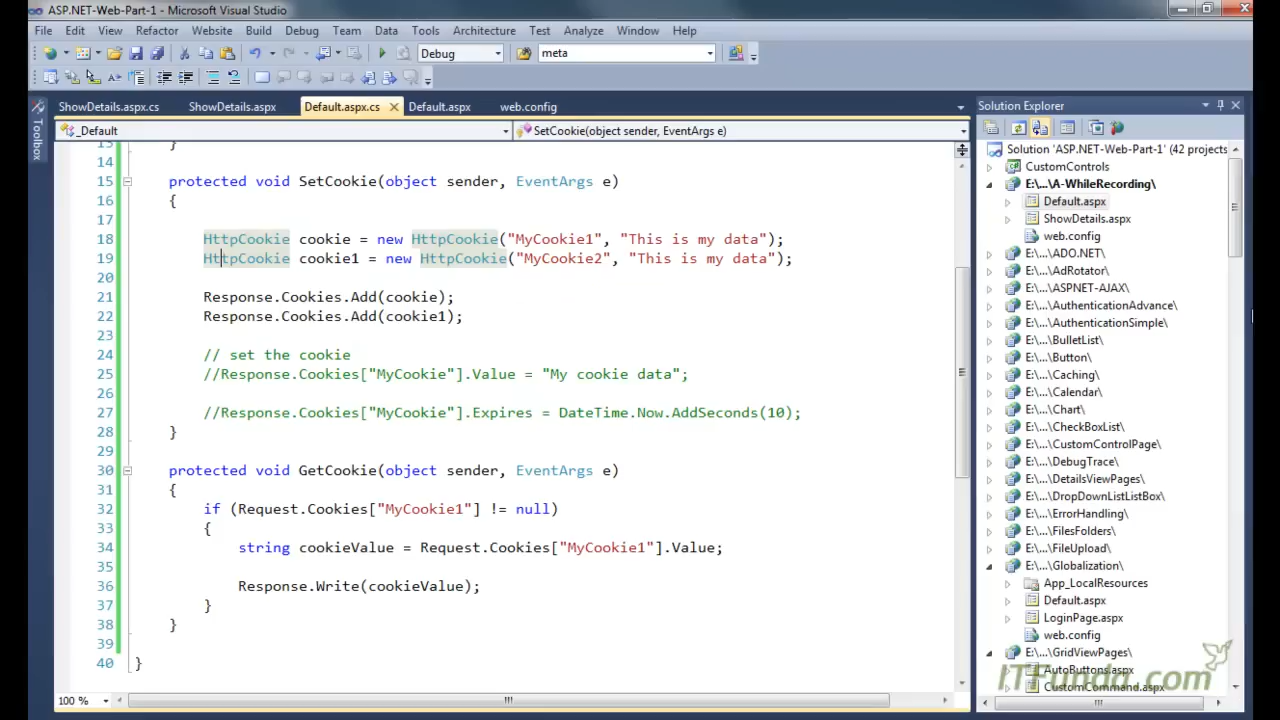 ASP.NET-Web-Part-1 - Microsoft Visual Studio
File Edit View Refactor Website Build Debug Team Data Tools Architecture Test Analyze Window Help
Debug meta
Toolbox
ShowDetails.aspx.cs ShowDetails.aspx Default.aspx.cs Default.aspx web.config
_Default SetCookie(object sender, EventArgs e)
13 }
14
15 protected void SetCookie(object sender, EventArgs e)
16 {
17
18 HttpCookie cookie = new HttpCookie("MyCookie1", "This is my data");
19 HttpCookie cookie1 = new HttpCookie("MyCookie2", "This is my data");
20
21 Response.Cookies.Add(cookie);
22 Response.Cookies.Add(cookie1);
23
24 // set the cookie
25 //Response.Cookies["MyCookie"].Value = "My cookie data";
26
27 //Response.Cookies["MyCookie"].Expires = DateTime.Now.AddSeconds(10);
28 }
29
30 protected void GetCookie(object sender, EventArgs e)
31 {
32 if (Request.Cookies["MyCookie1"] != null)
33 {
34 string cookieValue = Request.Cookies["MyCookie1"].Value;
35
36 Response.Write(cookieValue);
37 }
38 }
39
40 }
100 %
Solution Explorer
Solution 'ASP.NET-Web-Part-1' (42 projects
CustomControls
E:\...\A-WhileRecording\
Default.aspx
ShowDetails.aspx
web.config
E:\...\ADO.NET\
E:\...\AdRotator\
E:\...\ASPNET-AJAX\
E:\...\AuthenticationAdvance\
E:\...\AuthenticationSimple\
E:\...\BulletList\
E:\...\Button\
E:\...\Caching\
E:\...\Calendar\
E:\...\Chart\
E:\...\CheckBoxList\
E:\...\CustomControlPage\
E:\...\DebugTrace\
E:\...\DetailsViewPages\
E:\...\DropDownListListBox\
E:\...\ErrorHandling\
E:\...\FilesFolders\
E:\...\FileUpload\
E:\...\Globalization\
App_LocalResources
Default.aspx
LoginPage.aspx
web.config
E:\...\GridViewPages\
AutoButtons.aspx
CustomCommand.aspx
ITFunda.com